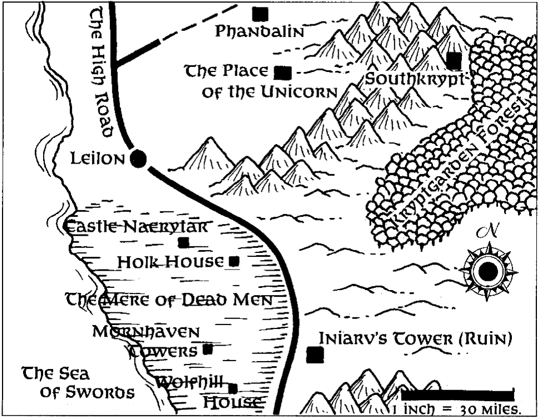 Phandalin
The High Road
The Place
of the Unicorn
Southkrypt
Leilon
Kryptgarden Forest
Castle Naerytar
Holk House
N
The Mere of Dead Men
Mornhaven
Towers
Iniarv's Tower (Ruin)
The Sea
of Swords
Wolfhill
House
1 inch = 30 miles.